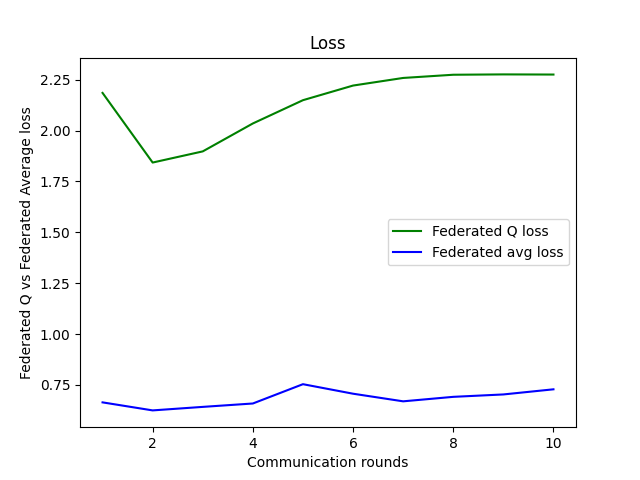 Loss
Federated Q vs Federated Average loss
2.25
2.00
1.75
1.50
1.25
1.00
0.75
Federated Q loss
Federated avg loss
2
4
6
8
10
Communication rounds